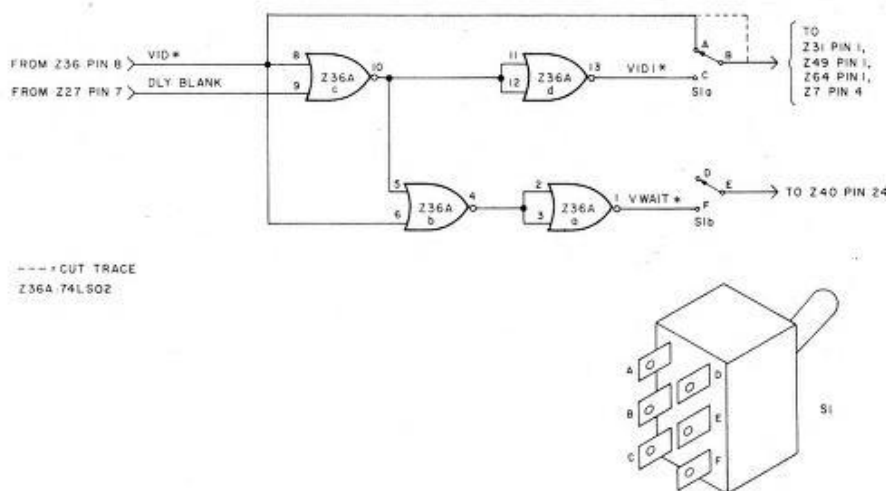 FROM Z36 PIN 8
VID*
FROM Z27 PIN 7
DLY BLANK
8
9
Z36A
c
10
11
12
Z36A
d
13
VIDI*
A
B
C
S1a
TO
Z31 PIN 1,
Z49 PIN 1,
Z64 PIN 1,
Z7 PIN 4
5
6
Z36A
b
4
2
3
Z36A
a
1
VWAIT*
D
E
F
S1b
TO Z40 PIN 24
---=CUT TRACE
Z36A:74LS02
A
B
C
D
E
F
S1